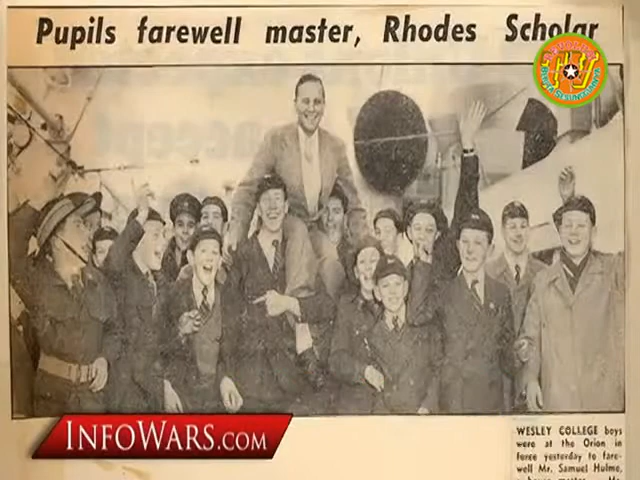 Pupils farewell master, Rhodes Scholar
INFOWARS.COM
WESLEY COLLEGE boys
were at the Orion in
force yesterday to fare-
well Mr. Samuel Hulme,